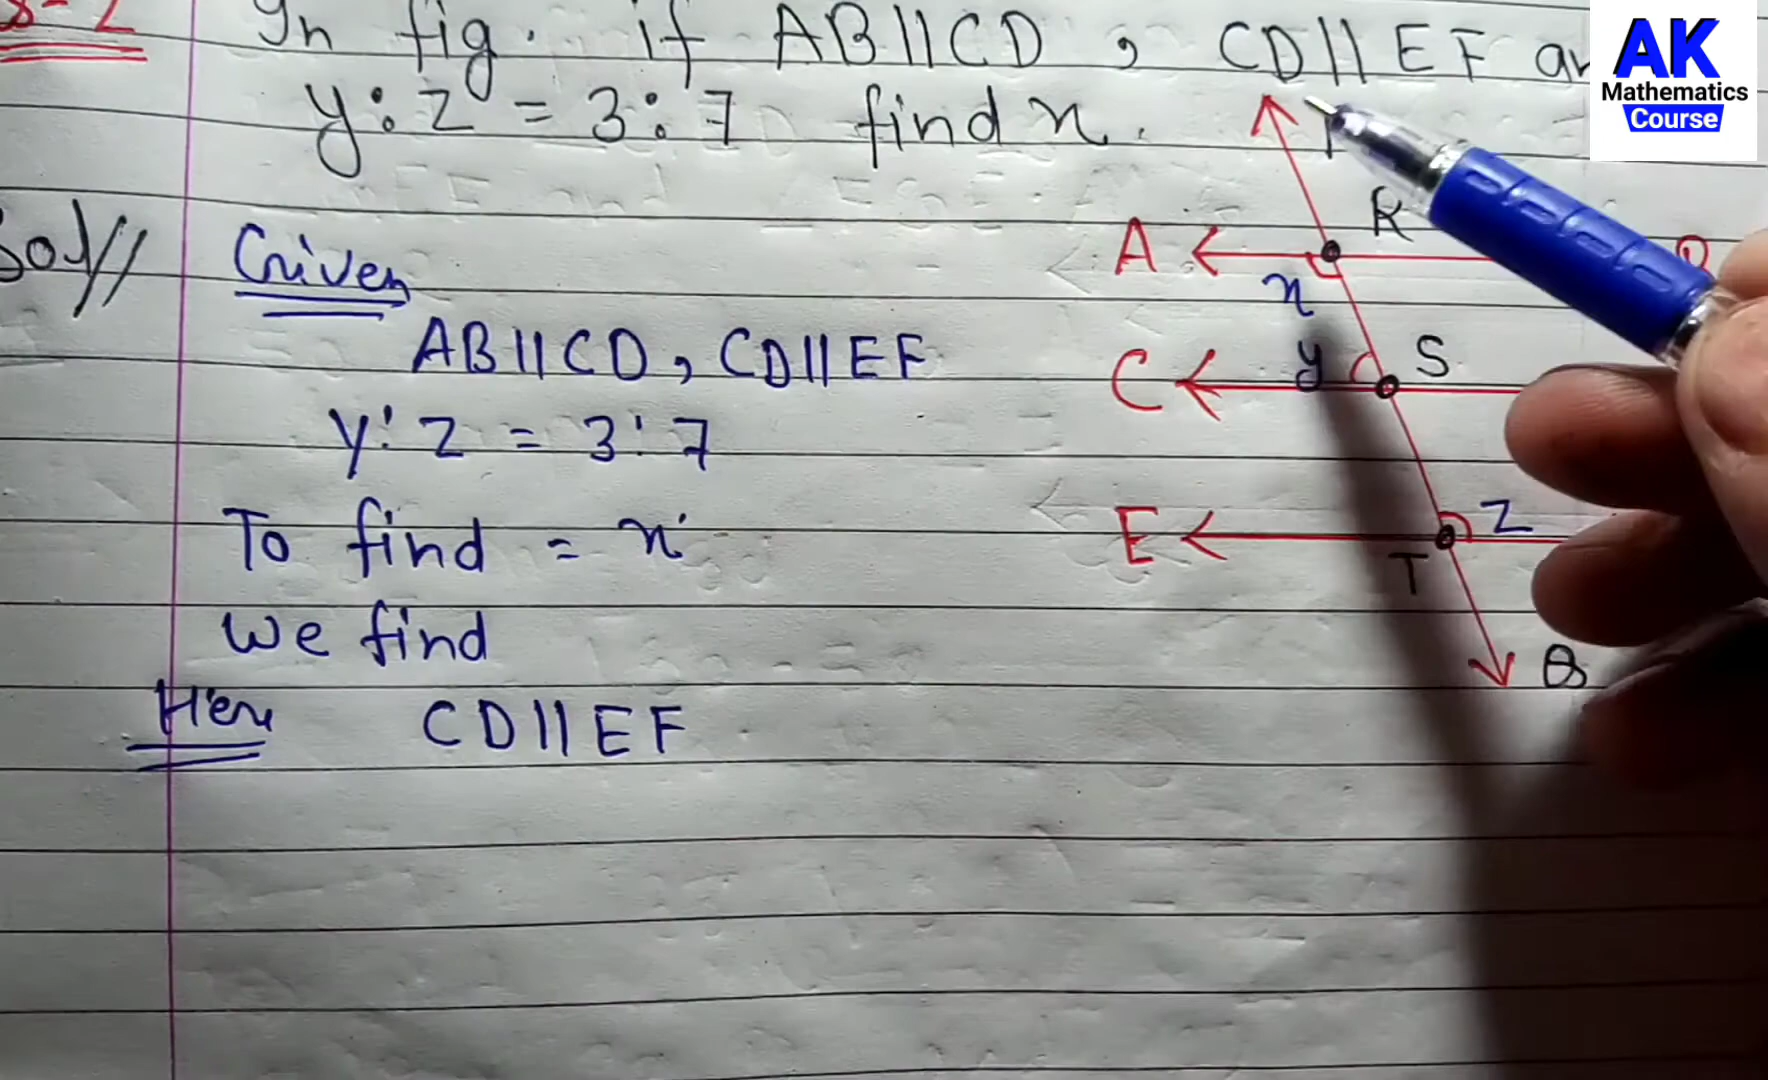 In fig. if AB||CD, CD||EF
y:z = 3:7 find x.
AK
Mathematics
Course
Sol//
Given
AB||CD, CD||EF
y:z = 3:7
To find = x
We find
Here CD||EF
R
A
x
y
S
C
E
z
T
Q